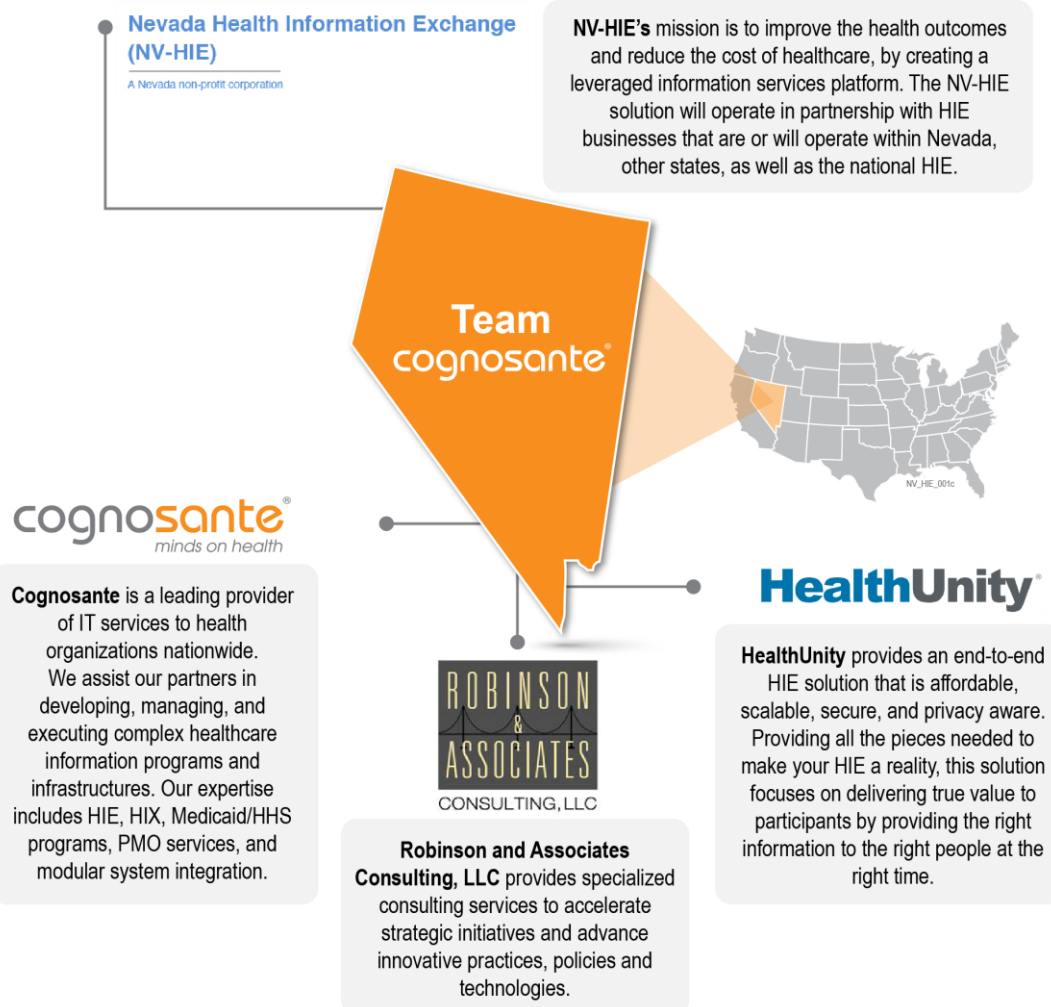 Nevada Health Information Exchange
(NV-HIE)
A Nevada non-profit corporation
NV-HIE's mission is to improve the health outcomes
and reduce the cost of healthcare, by creating a
leveraged information services platform. The NV-HIE
solution will operate in partnership with HIE
businesses that are or will operate within Nevada,
other states, as well as the national HIE.
Team
cognosante®
NV_HIE_001c
cognosante®
minds on health
Cognosante is a leading provider
of IT services to health
organizations nationwide.
We assist our partners in
developing, managing, and
executing complex healthcare
information programs and
infrastructures. Our expertise
includes HIE, HIX, Medicaid/HHS
programs, PMO services, and
modular system integration.
ROBINSON
&
ASSOCIATES
CONSULTING, LLC
Robinson and Associates
Consulting, LLC provides specialized
consulting services to accelerate
strategic initiatives and advance
innovative practices, policies and
technologies.
HealthUnity®
HealthUnity provides an end-to-end
HIE solution that is affordable,
scalable, secure, and privacy aware.
Providing all the pieces needed to
make your HIE a reality, this solution
focuses on delivering true value to
participants by providing the right
information to the right people at the
right time.